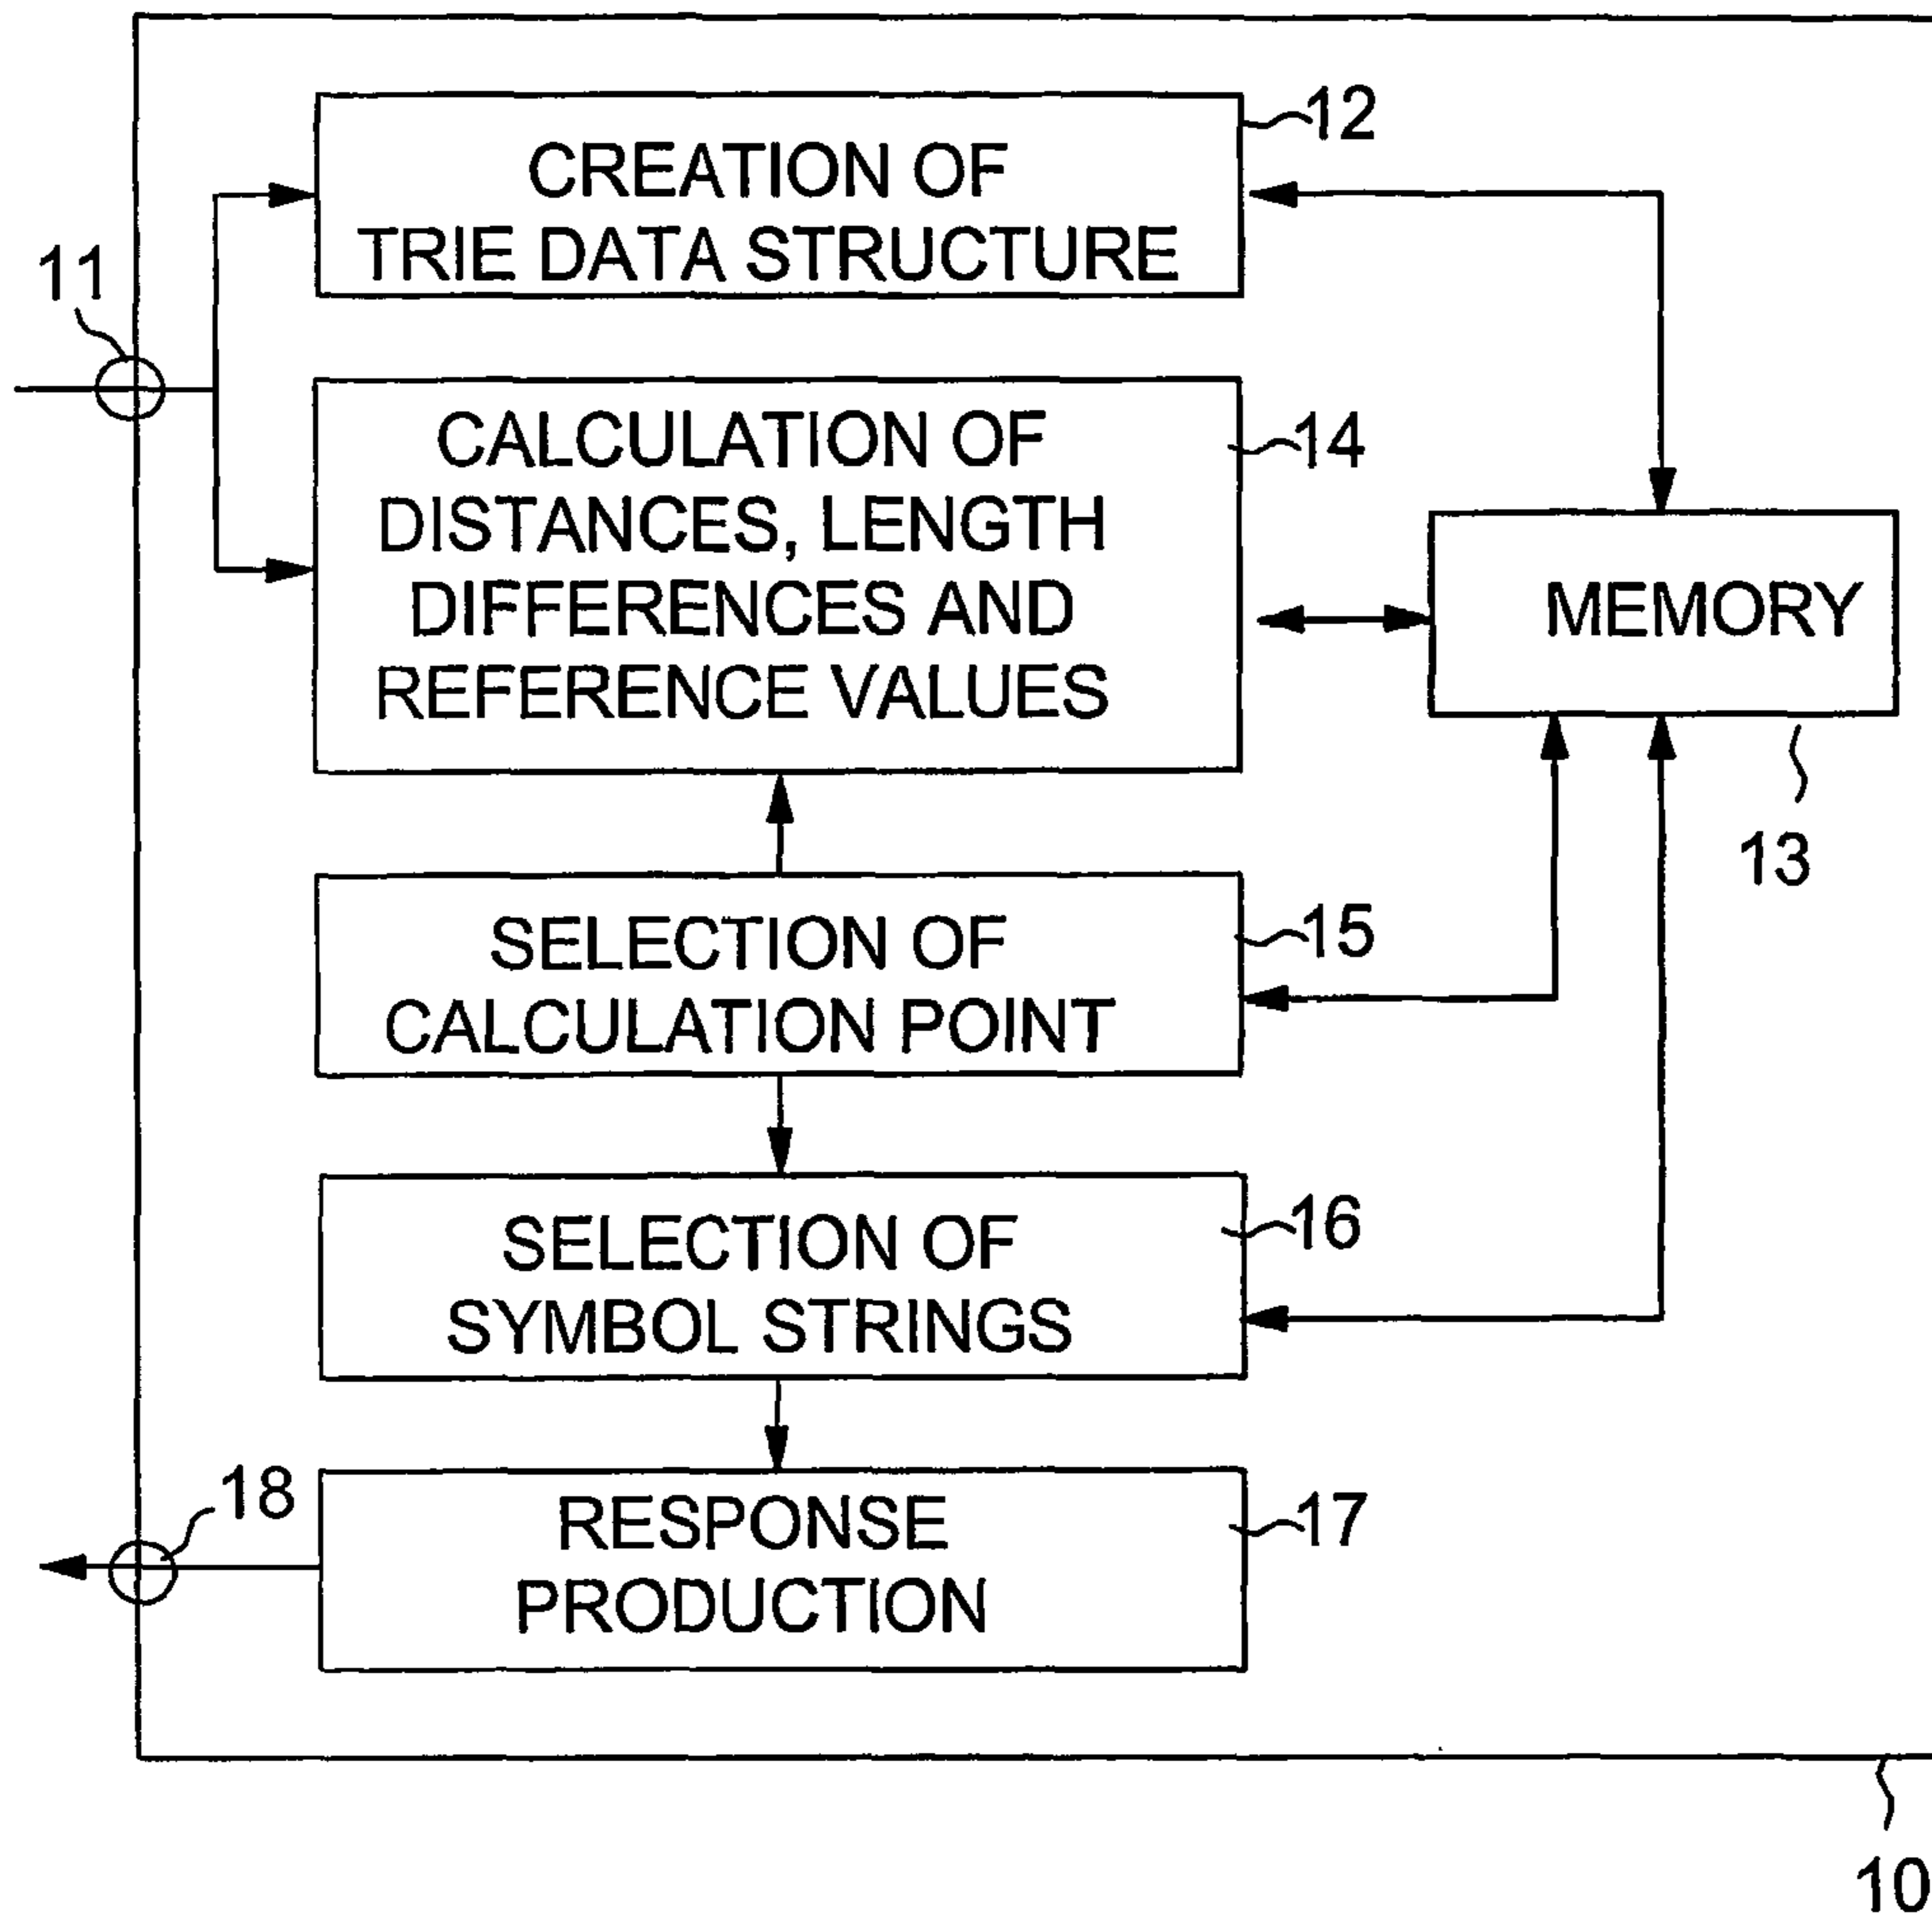 12
CREATION OF
TRIE DATA STRUCTURE
11
CALCULATION OF
DISTANCES, LENGTH
DIFFERENCES AND
REFERENCE VALUES
14
MEMORY
13
SELECTION OF
CALCULATION POINT
15
SELECTION OF
SYMBOL STRINGS
16
RESPONSE
PRODUCTION
17
18
10